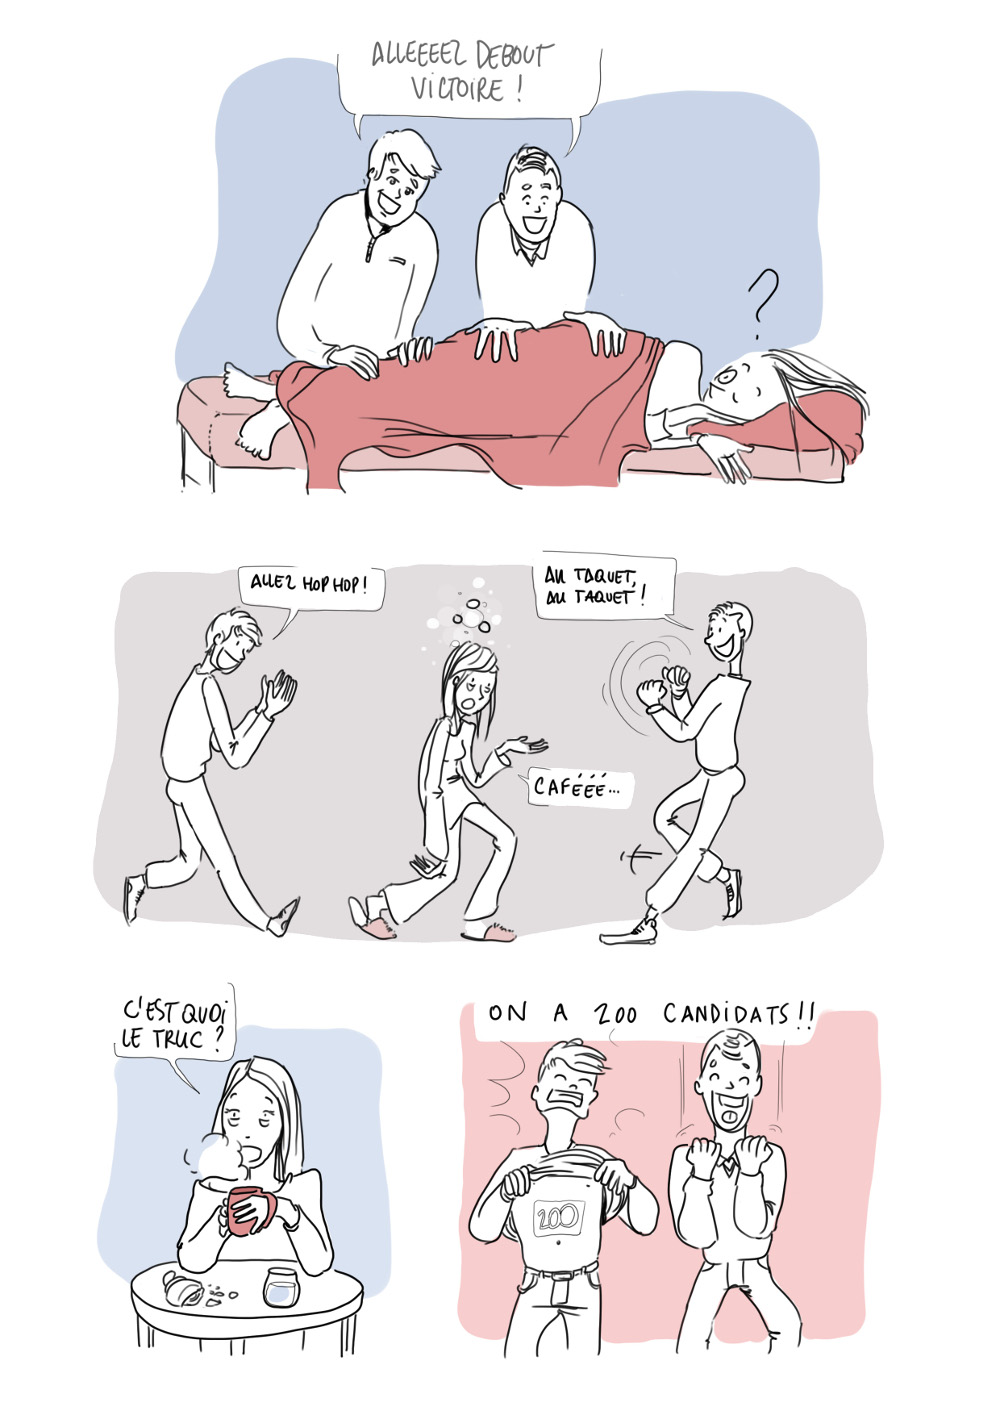 ALLEEEEZ DEBOUT
VICTOIRE !
?
ALLEZ HOP HOP !
AU TAQUET,
AU TAQUET !
CAFÉÉÉ...
C'EST QUOI
LE TRUC ?
ON A 200 CANDIDATS !!
200